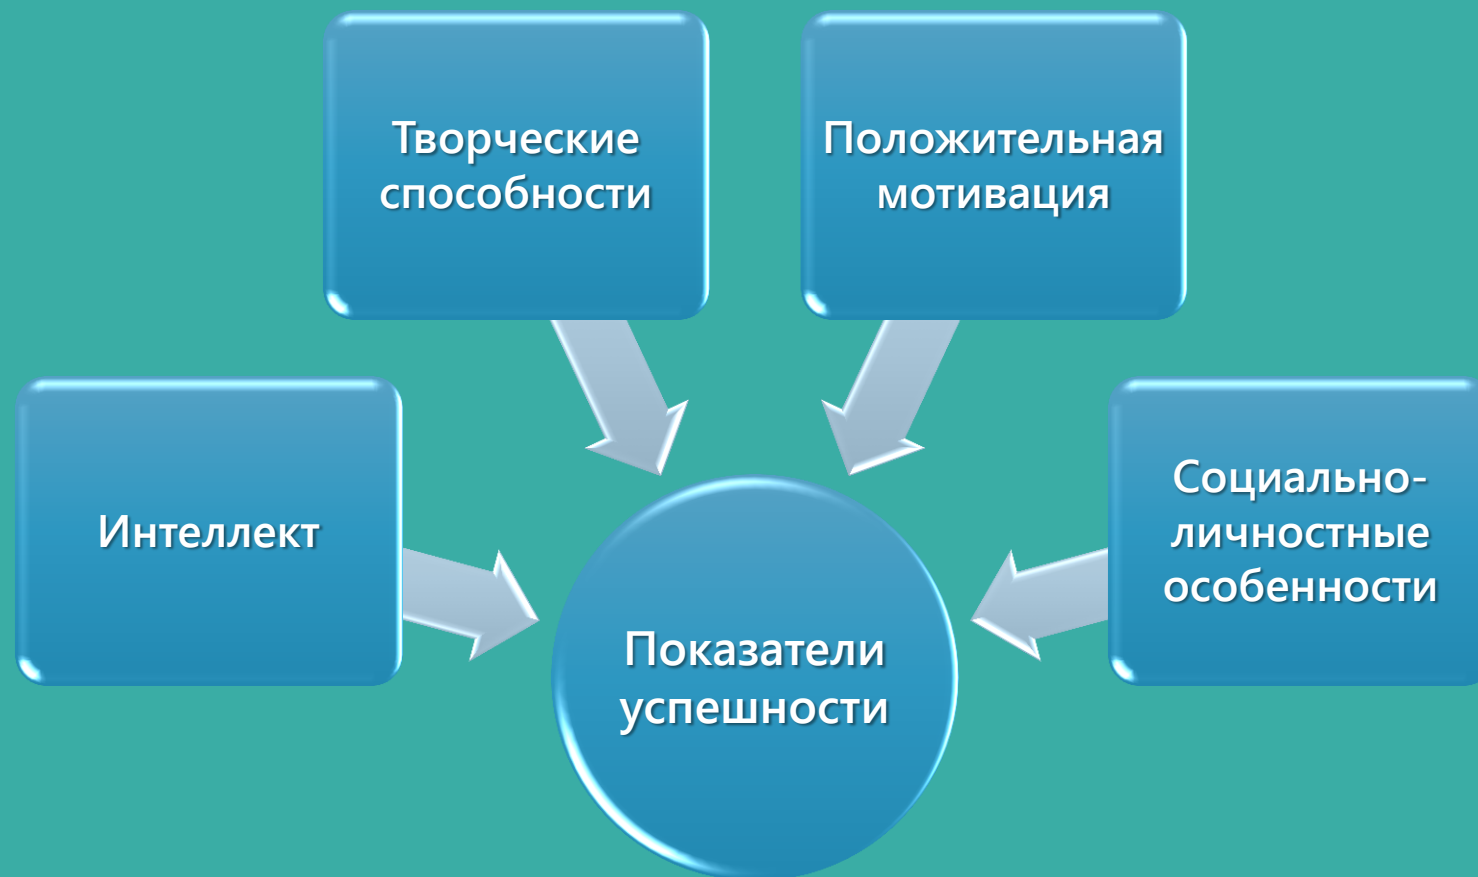 Творческие
способности
Положительная
мотивация
Интеллект
Социально-
личностные
особенности
Показатели
успешности